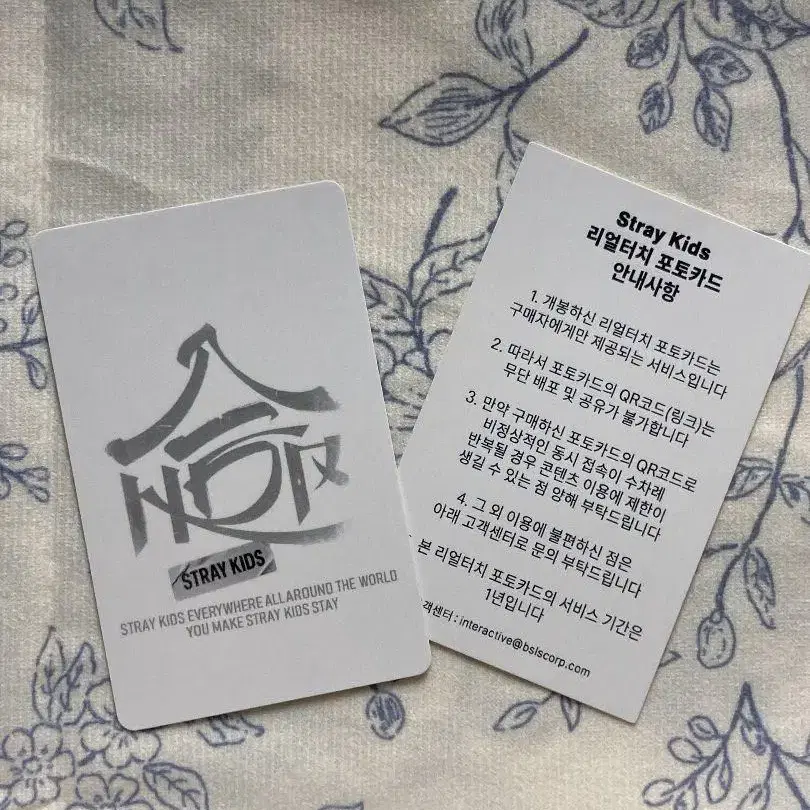 STRAY KIDS
STRAY KIDS EVERYWHERE ALL AROUND THE WORLD
YOU MAKE STRAY KIDS STAY
Stray Kids
리얼터치 포토카드
안내사항
1. 개봉하신 리얼터치 포토카드는
구매자에게만 제공되는 서비스입니다
2. 따라서 포토카드의 QR코드(링크)는
무단 배포 및 공유가 불가합니다
3. 만약 구매하신 포토카드의 QR코드로
비정상적인 동시 접속이 수차례
반복될 경우 콘텐츠 이용에 제한이
생길 수 있는 점 양해 부탁드립니다
4. 그 외 이용에 불편하신 점은
아래 고객센터로 문의 부탁드립니다
본 리얼터치 포토카드의 서비스 기간은
1년입니다
객센터 : interactive@bslscorp.com